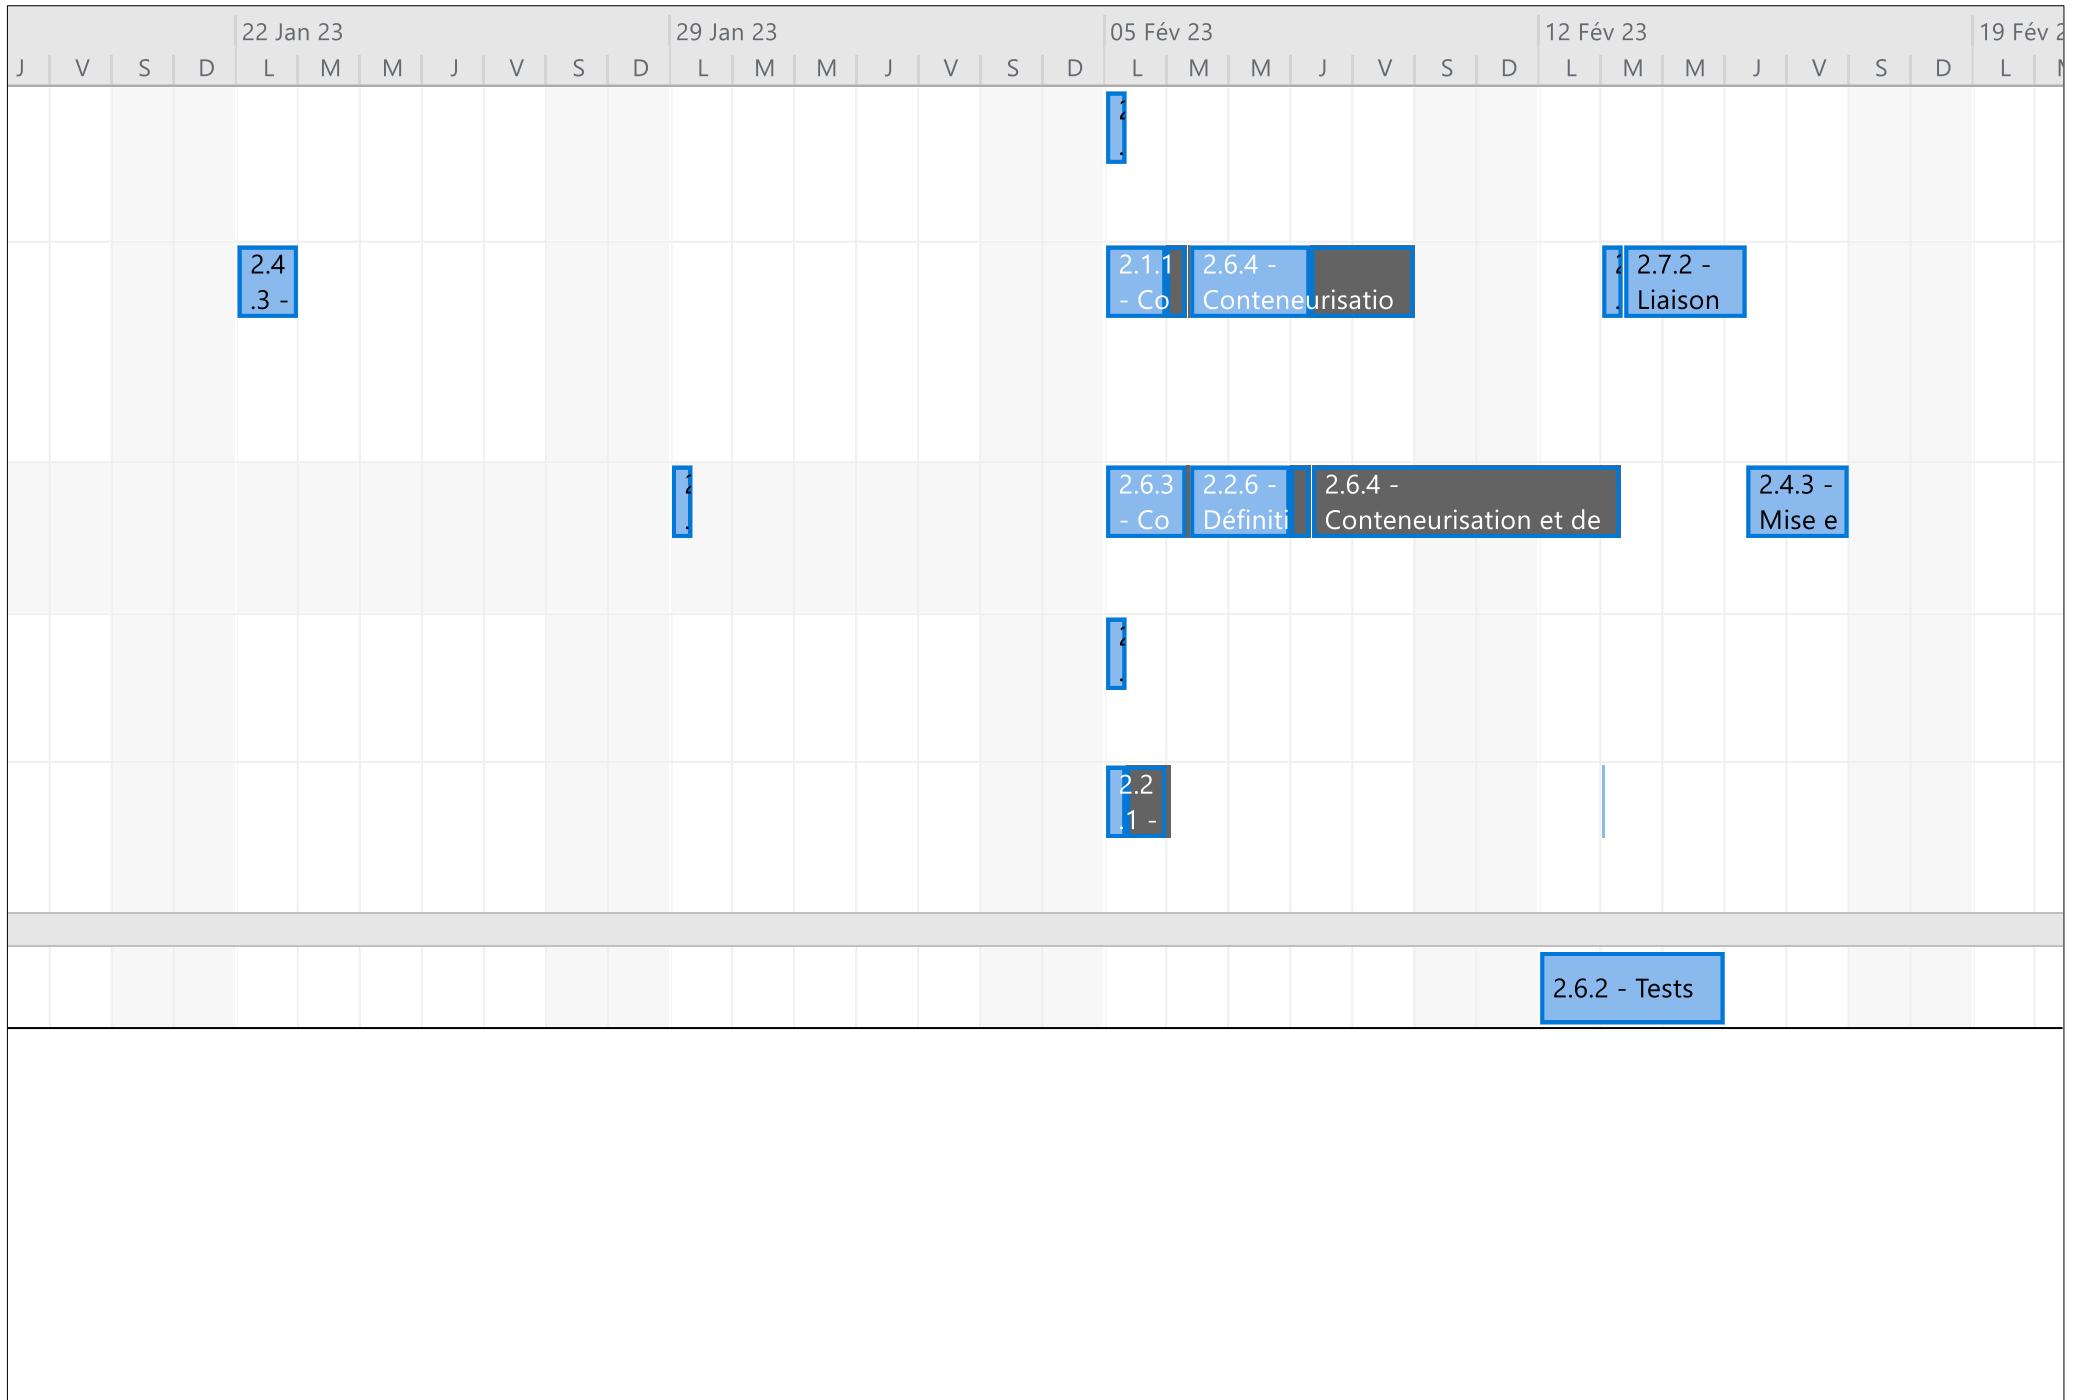 22 Jan 23 29 Jan 23 05 Fév 23 12 Fév 23 19 Fév
J V S D L M M J V S D L M M J V S D L M M J V S D L M M J V S D L
2.4
.3 -
2.1.1
- Co
2.6.4 -
Conteneurisatio
2.7.2 -
Liaison
2.6.3
- Co
2.2.6 -
Définiti
2.6.4 -
Conteneurisation et de
2.4.3 -
Mise e
2.2
.1 -
2.6.2 - Tests